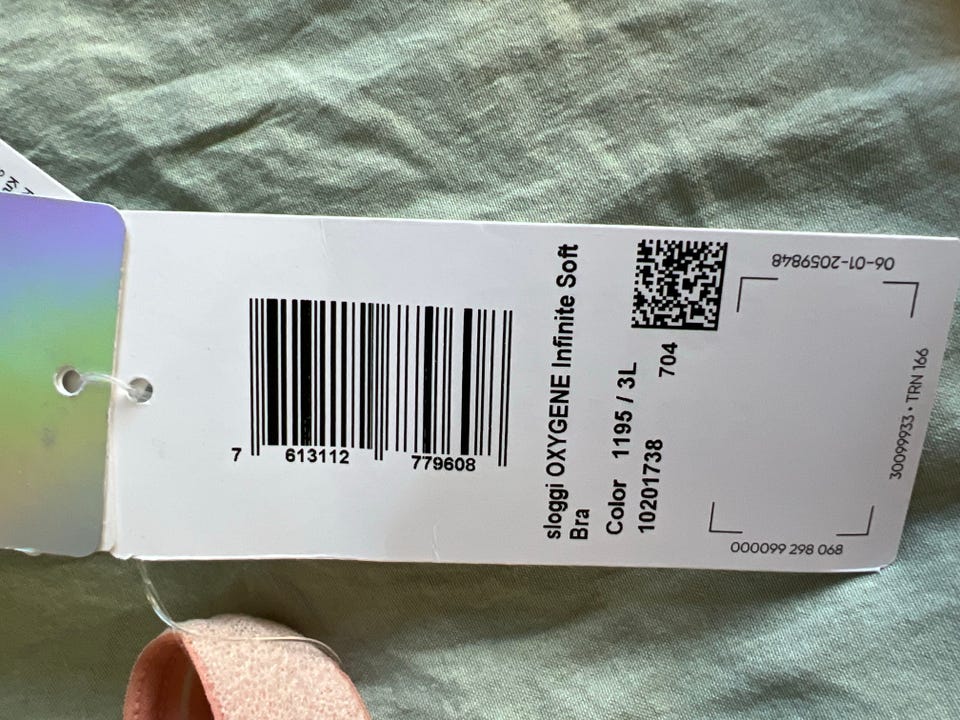 7 613112 779608
sloggi OXYGENE Infinite Soft
Bra
Color 1195 / 3L
10201738 704
06-01-2059848
30099933 • TRN 166
000099 298 068